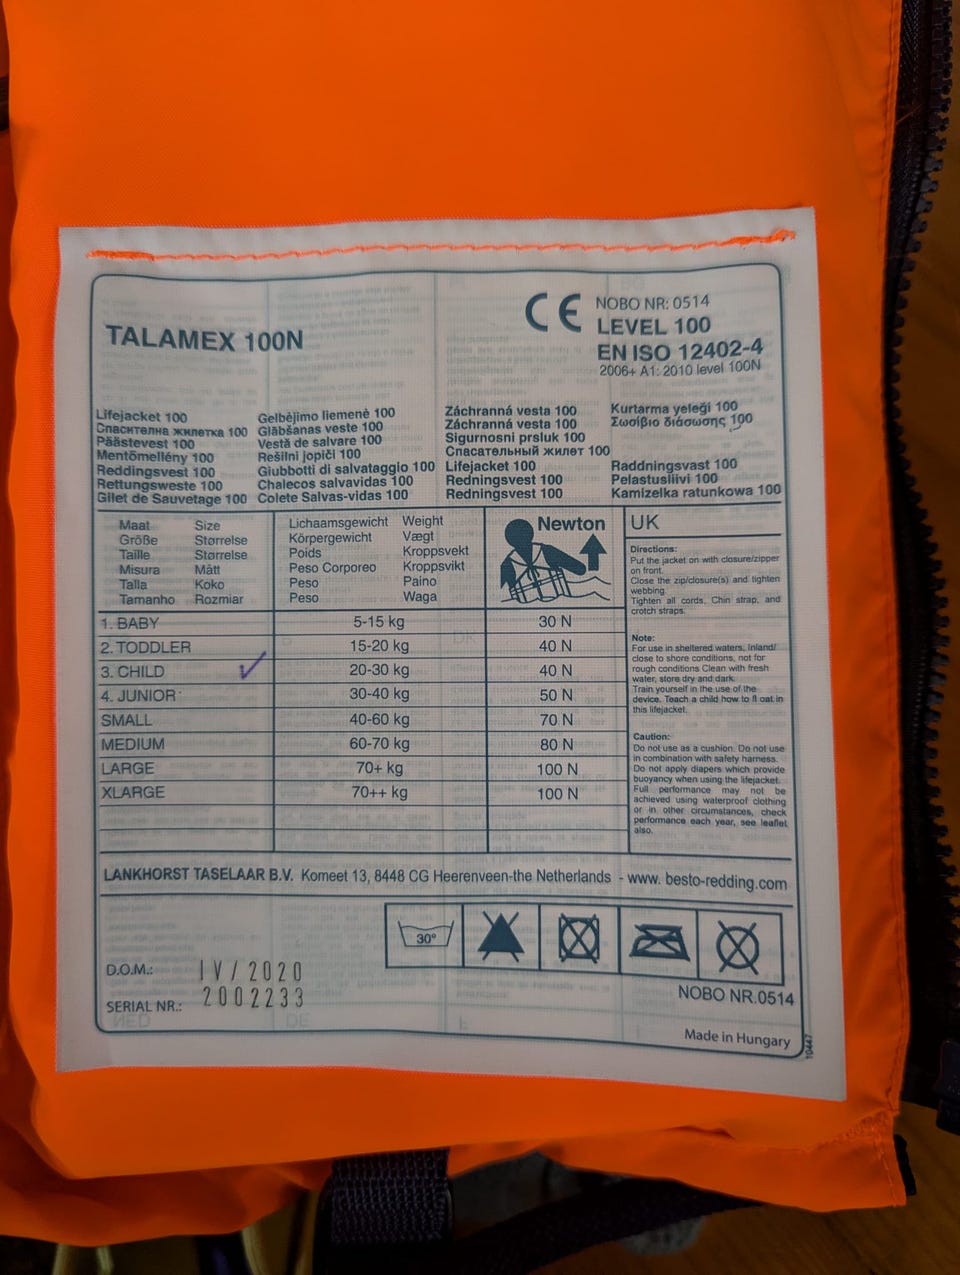 CE NOBO NR: 0514
TALAMEX 100N
LEVEL 100
EN ISO 12402-4
2006+ A1: 2010 level 100N
Lifejacket 100
Спасителна жилетка 100
Päästevest 100
Mentőmellény 100
Reddingsvest 100
Rettungsweste 100
Gilet de Sauvetage 100
Gelbėjimo liemenė 100
Glābšanas veste 100
Vestă de salvare 100
Rešilni jopiči 100
Giubbotti di salvataggio 100
Chalecos salvavidas 100
Colete Salvas-vidas 100
Záchranná vesta 100
Záchranná vesta 100
Sigurnosni prsluk 100
Спасательный жилет 100
Lifejacket 100
Redningsvest 100
Redningsvest 100
Kurtarma yeleği 100
Σωσίβιο διάσωσης 100
Raddningsvast 100
Pelastusliivi 100
Kamizelka ratunkowa 100
Maat Size
Größe Størrelse
Taille Størrelse
Misura Mått
Talla Koko
Tamanho Rozmiar
Lichaamsgewicht Weight
Körpergewicht Vægt
Poids Kroppsvekt
Peso Corporeo Kroppsvikt
Peso Paino
Peso Waga
Newton
1. BABY 5-15 kg 30 N
2. TODDLER 15-20 kg 40 N
3. CHILD ✓ 20-30 kg 40 N
4. JUNIOR 30-40 kg 50 N
SMALL 40-60 kg 70 N
MEDIUM 60-70 kg 80 N
LARGE 70+ kg 100 N
XLARGE 70++ kg 100 N
UK
Directions:
Put the jacket on with closure/zipper
on front.
Close the zip/closure(s) and tighten
webbing
Tighten all cords, Chin strap, and
crotch straps.
Note:
For use in sheltered waters, Inland/
close to shore conditions, not for
rough conditions Clean with fresh
water, store dry and dark.
Train yourself in the use of the
device. Teach a child how to fl oat in
this lifejacket.
Caution:
Do not use as a cushion. Do not use
in combination with safety harness.
Do not apply diapers which provide
buoyancy when using the lifejacket.
Full performance may not be
achieved using waterproof clothing
or in other circumstances, check
performance each year, see leaflet
also.
LANKHORST TASELAAR B.V. Komeet 13, 8448 CG Heerenveen-the Netherlands - www. besto-redding.com
30°
D.O.M.: IV/2020
SERIAL NR.: 2002233
NOBO NR.0514
Made in Hungary
10447